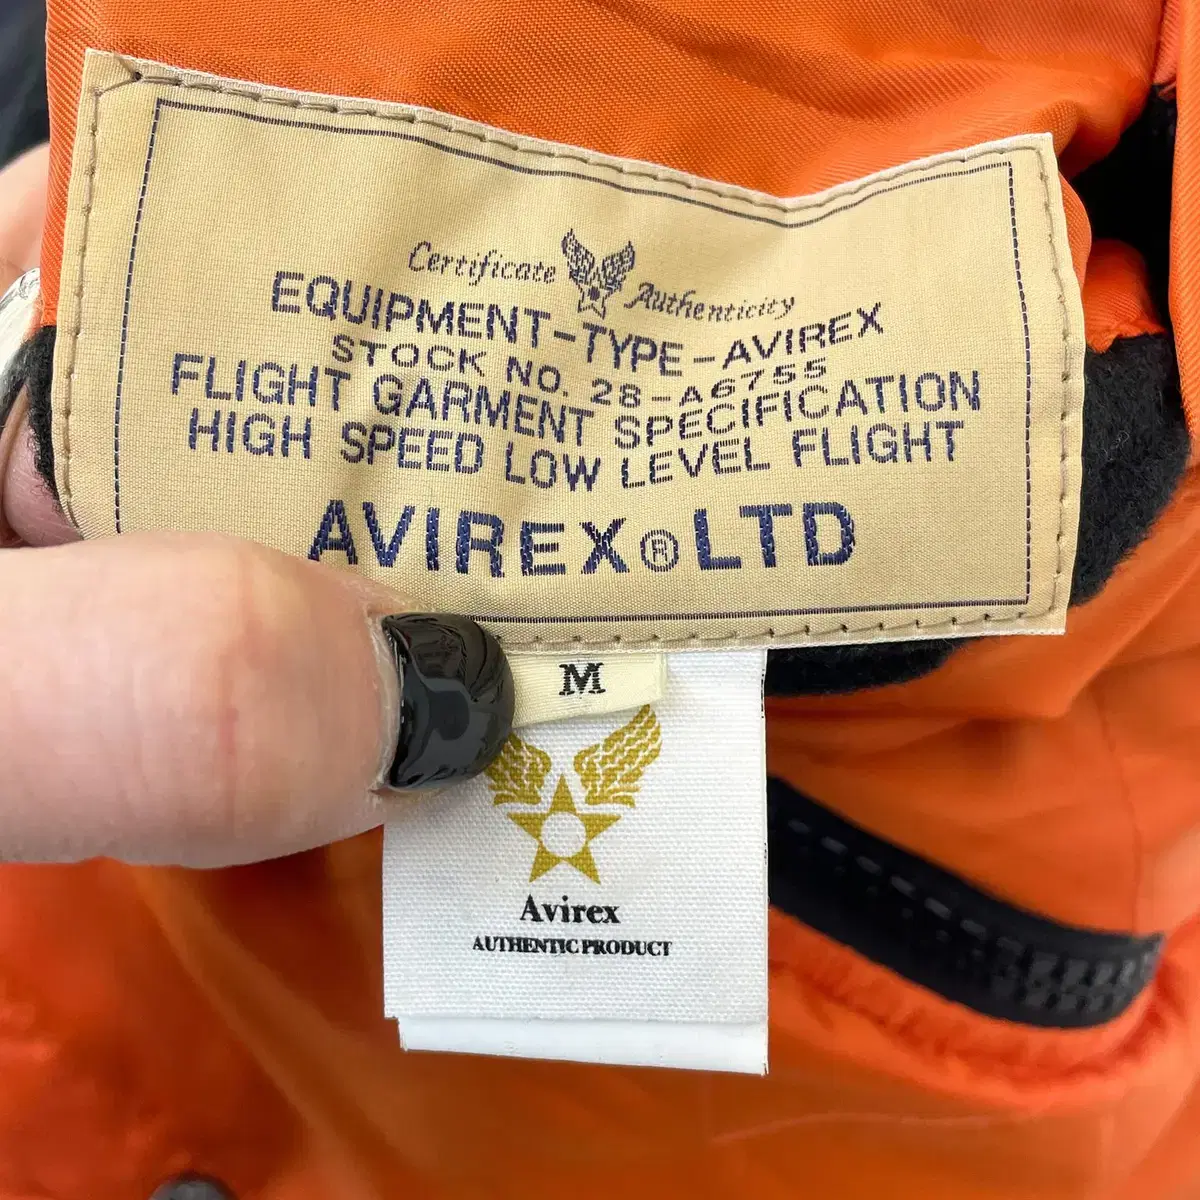 Certificate Authenticity
EQUIPMENT-TYPE-AVIREX
STOCK NO. 28-A6755
FLIGHT GARMENT SPECIFICATION
HIGH SPEED LOW LEVEL FLIGHT
AVIREX® LTD
M
Avirex
AUTHENTIC PRODUCT